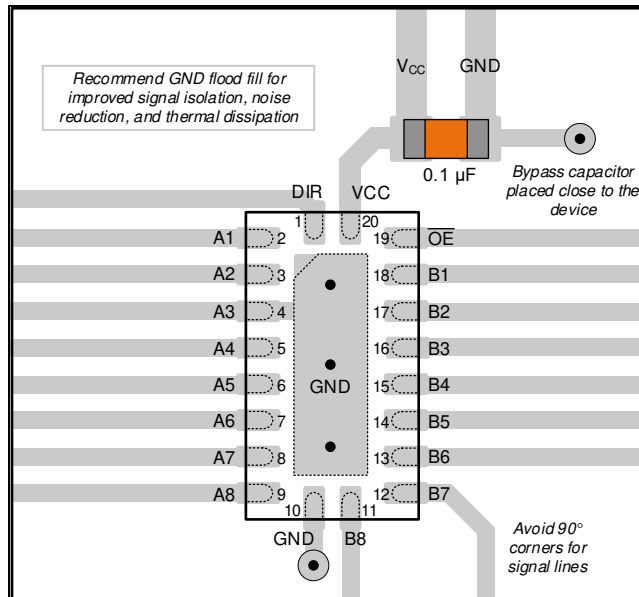 V_CC GND
Recommend GND flood fill for
improved signal isolation, noise
reduction, and thermal dissipation
0.1 µF
Bypass capacitor
placed close to the
device
DIR VCC
1 20
A1 2 19 O̅E̅
A2 3 18 B1
A3 4 17 B2
A4 5 16 B3
A5 6 GND 15 B4
A6 7 14 B5
A7 8 13 B6
A8 9 12 B7
10 11
GND B8
Avoid 90°
corners for
signal lines